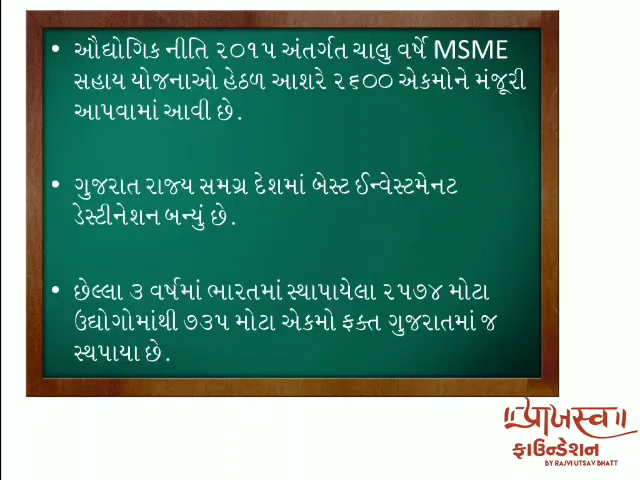 • ઔદ્યોગિક નીતિ ૨૦૧૫ અંતર્ગત ચાલુ વર્ષે MSME
સહાય યોજનાઓ હેઠળ આશરે ૨૬૦૦ એકમોને મંજૂરી
આપવામાં આવી છે.
• ગુજરાત રાજ્ય સમગ્ર દેશમાં બેસ્ટ ઈન્વેસ્ટમેનટ
ડેસ્ટીનેશન બન્યું છે.
• છેલ્લા ૩ વર્ષમાં ભારતમાં સ્થાપાયેલા ૨૫૭૪ મોટા
ઉદ્યોગોમાંથી ૭૩૫ મોટા એકમો ફક્ત ગુજરાતમાં જ
સ્થપાયા છે.
ફાઉન્ડેશન
BY RAJVI UTSAV BHATT